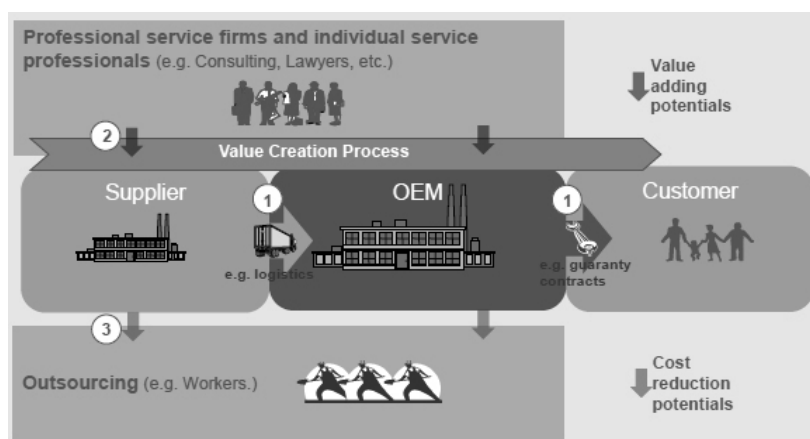 Professional service firms and individual service
professionals (e.g. Consulting, Lawyers, etc.)
Value
adding
potentials
2
Value Creation Process
Supplier
1
OEM
1
Customer
e.g. logistics
e.g. guaranty
contracts
3
Outsourcing (e.g. Workers.)
Cost
reduction
potentials